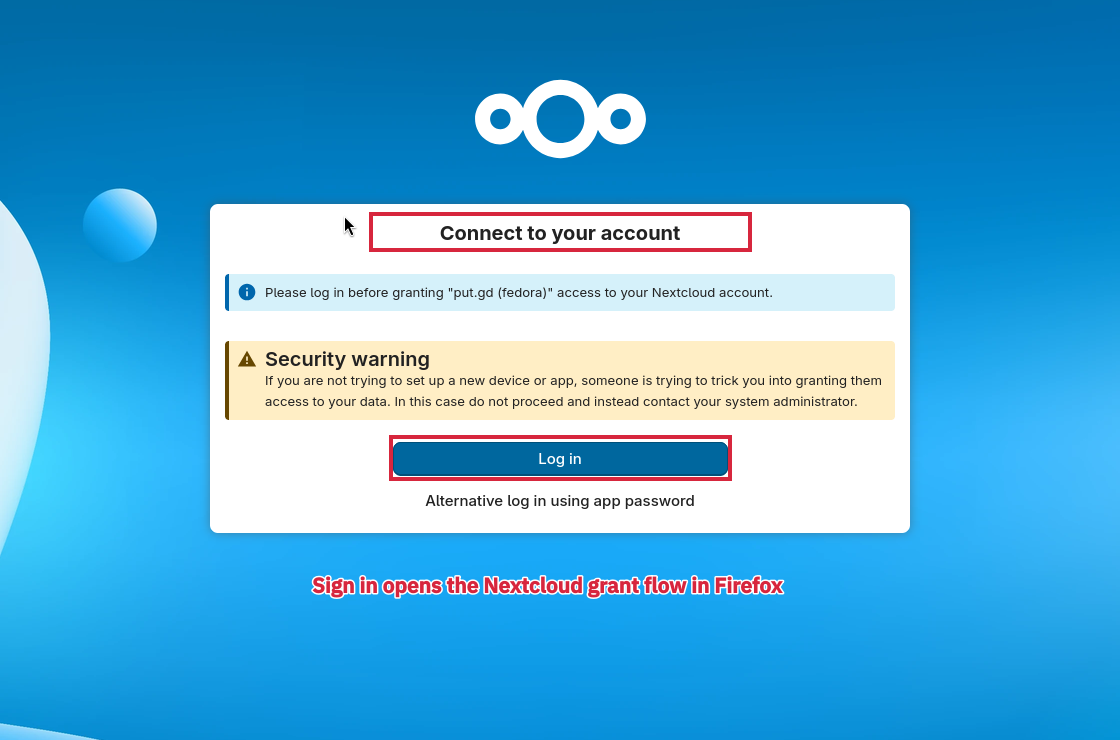 Connect to your account
Please log in before granting "put.gd (fedora)" access to your Nextcloud account.
Security warning
If you are not trying to set up a new device or app, someone is trying to trick you into granting them
access to your data. In this case do not proceed and instead contact your system administrator.
Log in
Alternative log in using app password
Sign in opens the Nextcloud grant flow in Firefox